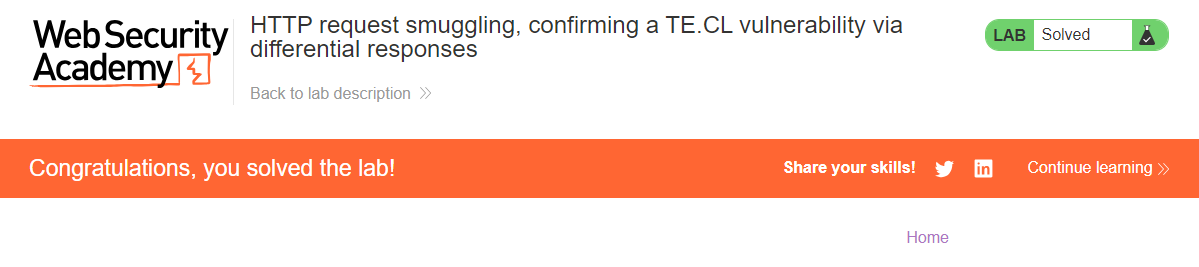 Web Security
Academy
HTTP request smuggling, confirming a TE.CL vulnerability via
differential responses
Back to lab description
LAB Solved
Congratulations, you solved the lab!
Share your skills!
Continue learning
Home